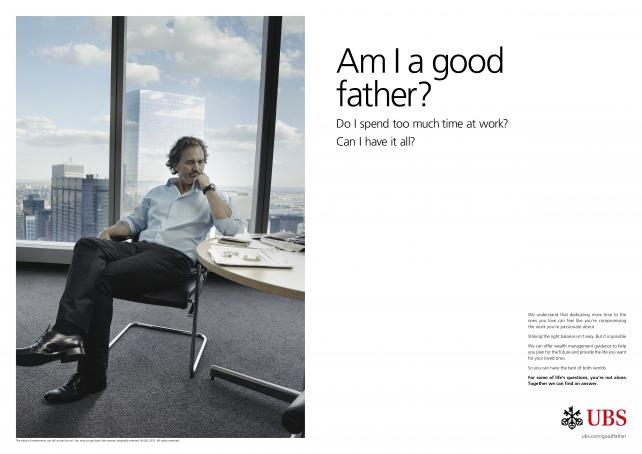 Am I a good
father?
Do I spend too much time at work?
Can I have it all?
We understand that dedicating more time to the
ones you love can feel like you're compromising
the work you're passionate about.
Striking the right balance isn't easy. But it is possible.
We can offer wealth management guidance to help
you plan for the future and provide the life you want
for your loved ones.
So you can have the best of both worlds.
For some of life's questions, you're not alone.
Together we can find an answer.
UBS
ubs.com/goodfather
The value of investments can fall as well as rise. You may not get back the amount originally invested. © UBS 2015. All rights reserved.